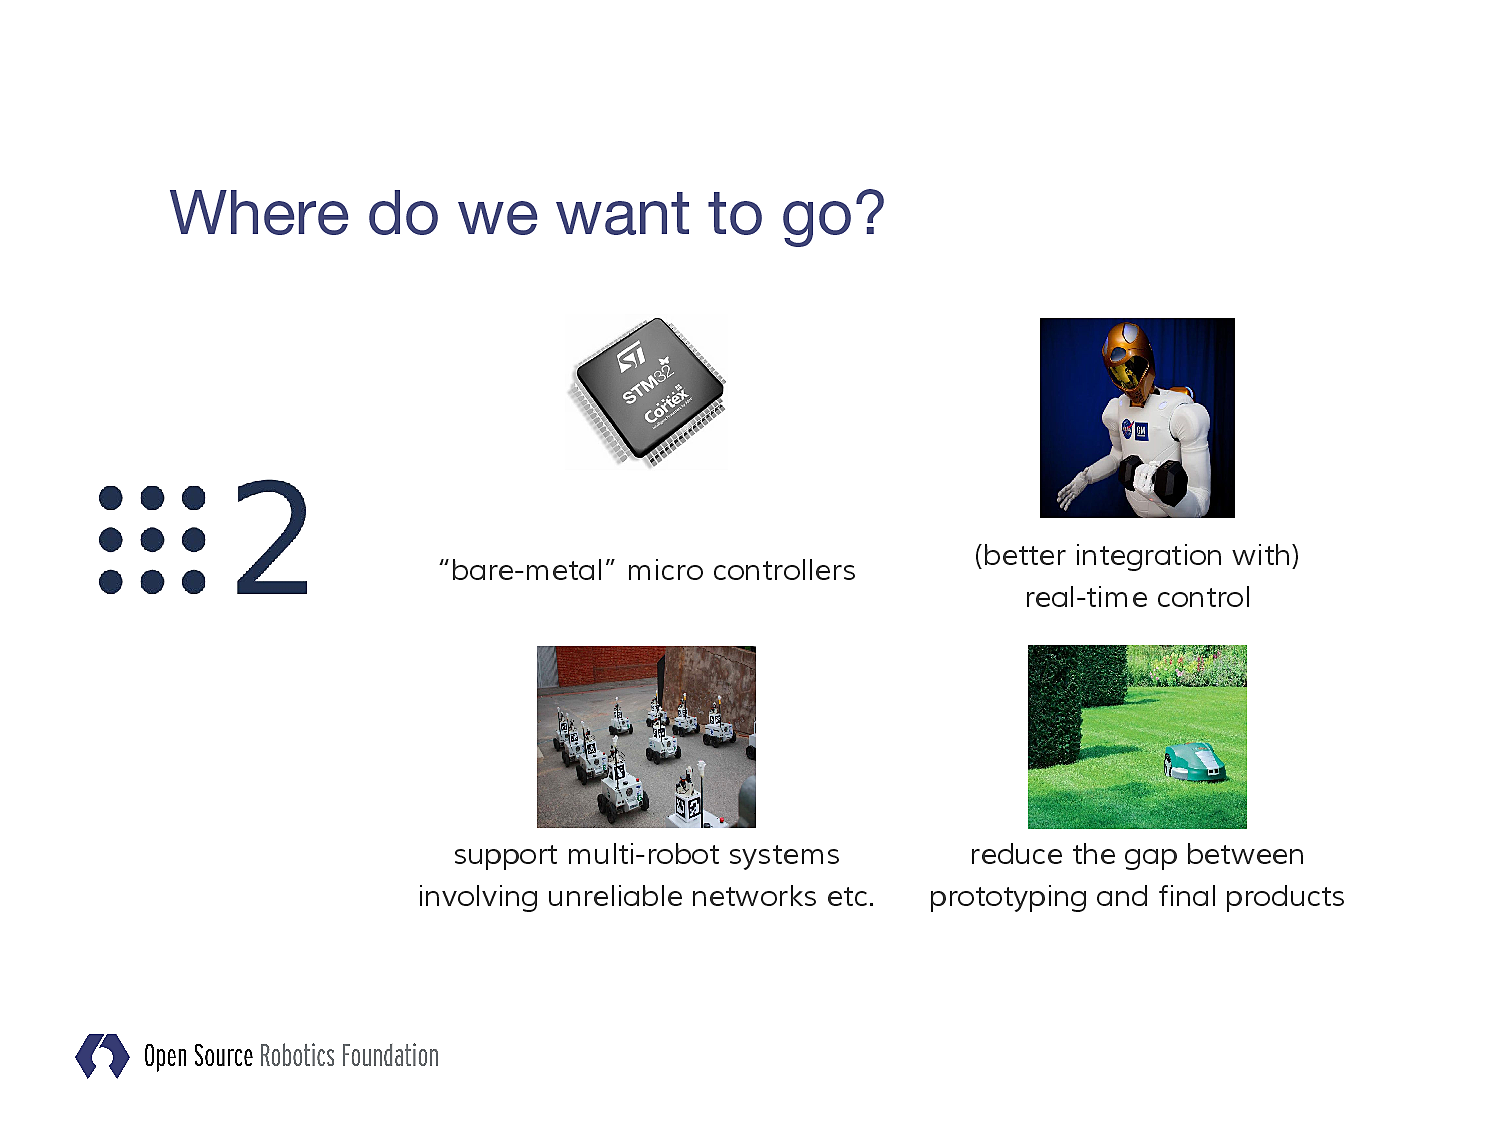 Where do we want to go?
ST
STM32
Cortex
GM
2
“bare-metal” micro controllers
(better integration with)
real-time control
support multi-robot systems
involving unreliable networks etc.
reduce the gap between
prototyping and final products
Open Source Robotics Foundation